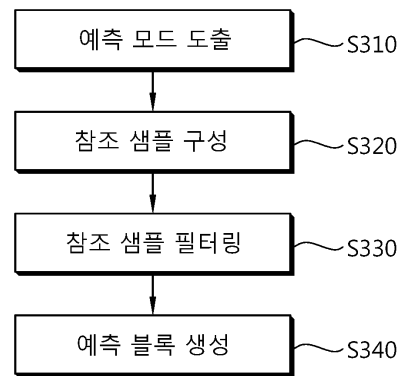 예측 모드 도출
S310
참조 샘플 구성
S320
참조 샘플 필터링
S330
예측 블록 생성
S340